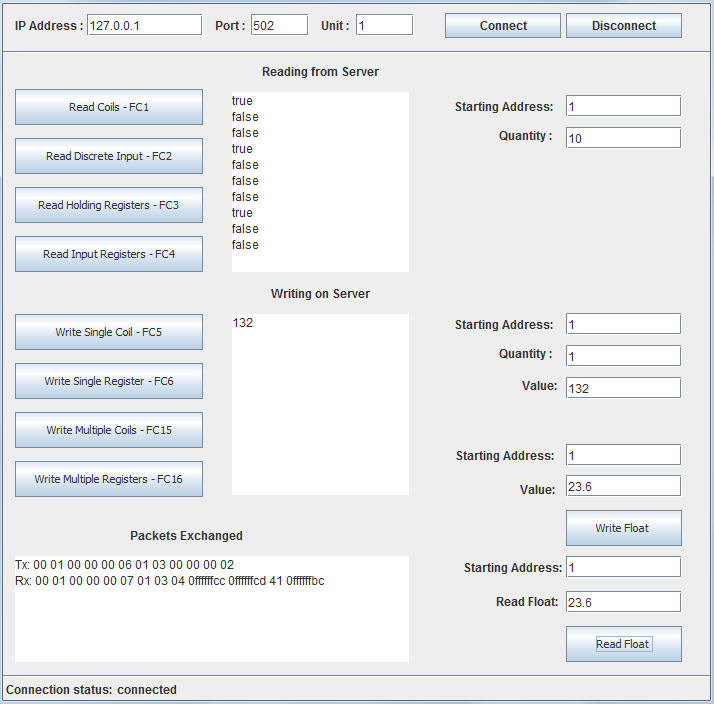 IP Address : 127.0.0.1 Port : 502 Unit : 1 Connect Disconnect
Reading from Server
Read Coils - FC1
Read Discrete Input - FC2
Read Holding Registers - FC3
Read Input Registers - FC4
true
false
false
true
false
false
false
true
false
false
Starting Address: 1
Quantity : 10
Writing on Server
Write Single Coil - FC5
Write Single Register - FC6
Write Multiple Coils - FC15
Write Multiple Registers - FC16
132
Starting Address: 1
Quantity : 1
Value: 132
Starting Address: 1
Value: 23.6
Write Float
Packets Exchanged
Tx: 00 01 00 00 00 06 01 03 00 00 00 02
Rx: 00 01 00 00 00 07 01 03 04 0ffffffcc 0ffffffcd 41 0ffffffbc
Starting Address: 1
Read Float: 23.6
Read Float
Connection status: connected